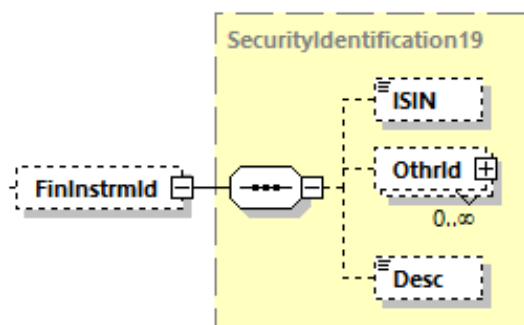 SecurityIdentification19
ISIN
FinInstrmId
OthrId
0..∞
Desc